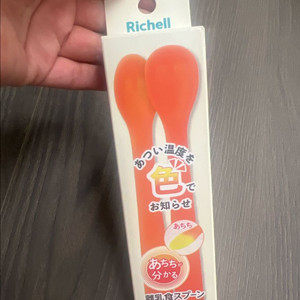 Richell
あつい温度を
色で
お知らせ
あちち
あちちが
分かる
離乳食スプーン